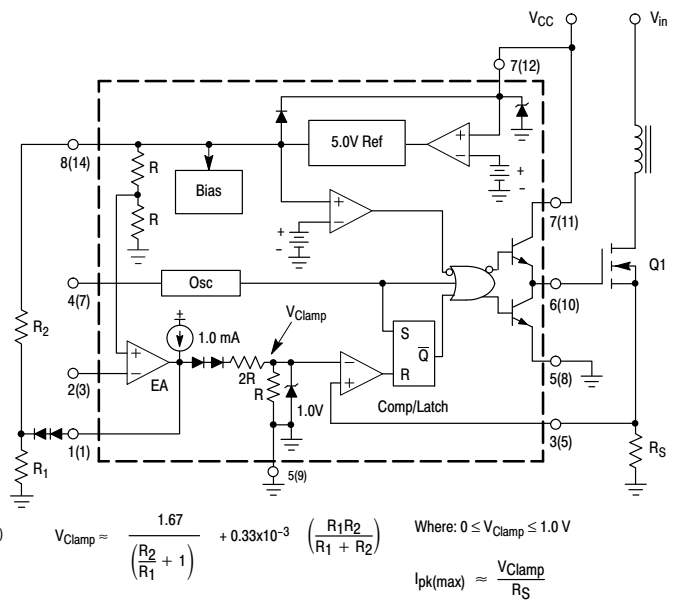 VCC
Vin
7(12)
+
−
5.0V Ref
+
-
8(14)
R
Bias
R
+
−
+
-
7(11)
Q1
4(7)
Osc
6(10)
VClamp
S
Q
R
±
1.0 mA
R2
+
−
EA
2R
R
1.0V
−
+
2(3)
Comp/Latch
5(8)
1(1)
3(5)
R1
5(9)
RS
)
VClamp ≈ 1.67 / (R2/R1 + 1) + 0.33x10−3 (R1R2 / R1 + R2)
Where: 0 ≤ VClamp ≤ 1.0 V
Ipk(max) ≈ VClamp / RS